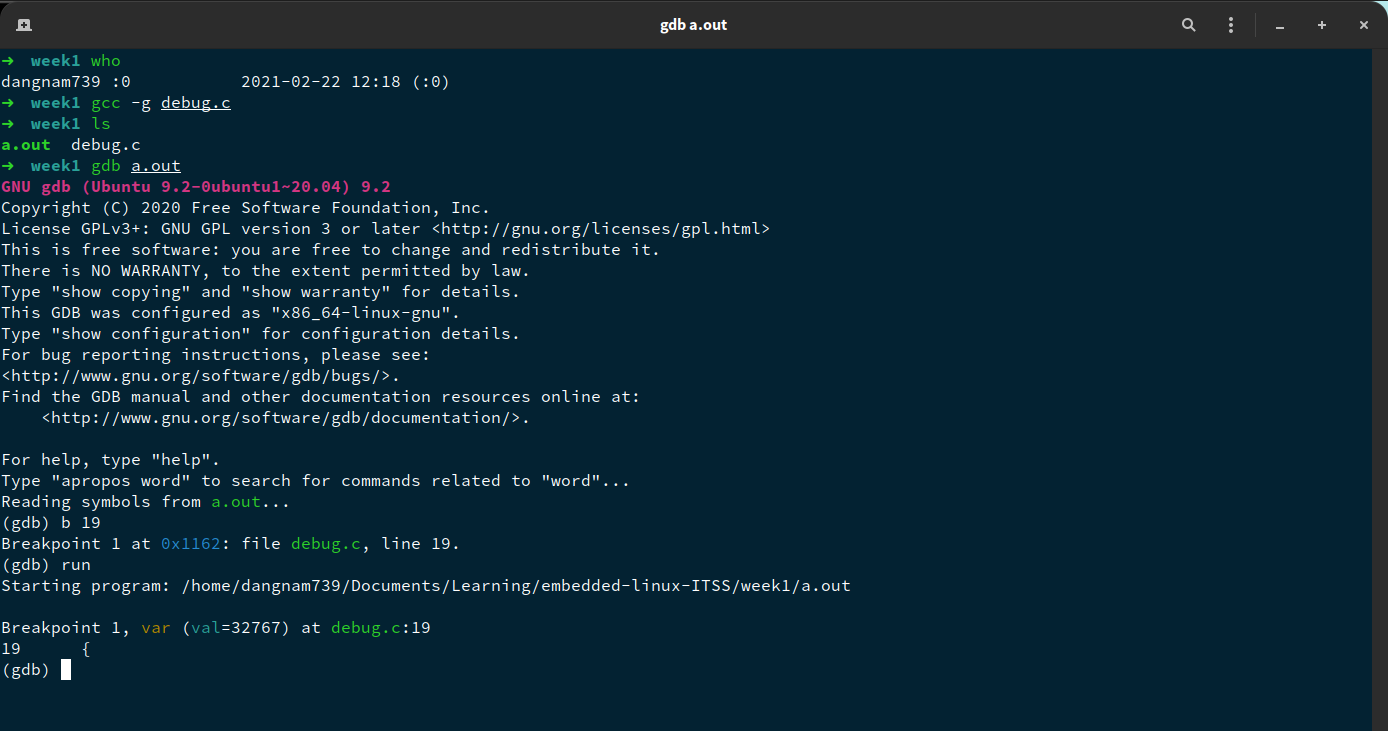 gdb a.out
→ week1 who
dangnam739 :0           2021-02-22 12:18 (:0)
→ week1 gcc -g debug.c
→ week1 ls
a.out  debug.c
→ week1 gdb a.out
GNU gdb (Ubuntu 9.2-0ubuntu1~20.04) 9.2
Copyright (C) 2020 Free Software Foundation, Inc.
License GPLv3+: GNU GPL version 3 or later <http://gnu.org/licenses/gpl.html>
This is free software: you are free to change and redistribute it.
There is NO WARRANTY, to the extent permitted by law.
Type "show copying" and "show warranty" for details.
This GDB was configured as "x86_64-linux-gnu".
Type "show configuration" for configuration details.
For bug reporting instructions, please see:
<http://www.gnu.org/software/gdb/bugs/>.
Find the GDB manual and other documentation resources online at:
    <http://www.gnu.org/software/gdb/documentation/>.
For help, type "help".
Type "apropos word" to search for commands related to "word"...
Reading symbols from a.out...
(gdb) b 19
Breakpoint 1 at 0x1162: file debug.c, line 19.
(gdb) run
Starting program: /home/dangnam739/Documents/Learning/embedded-linux-ITSS/week1/a.out
Breakpoint 1, var (val=32767) at debug.c:19
19      {
(gdb)